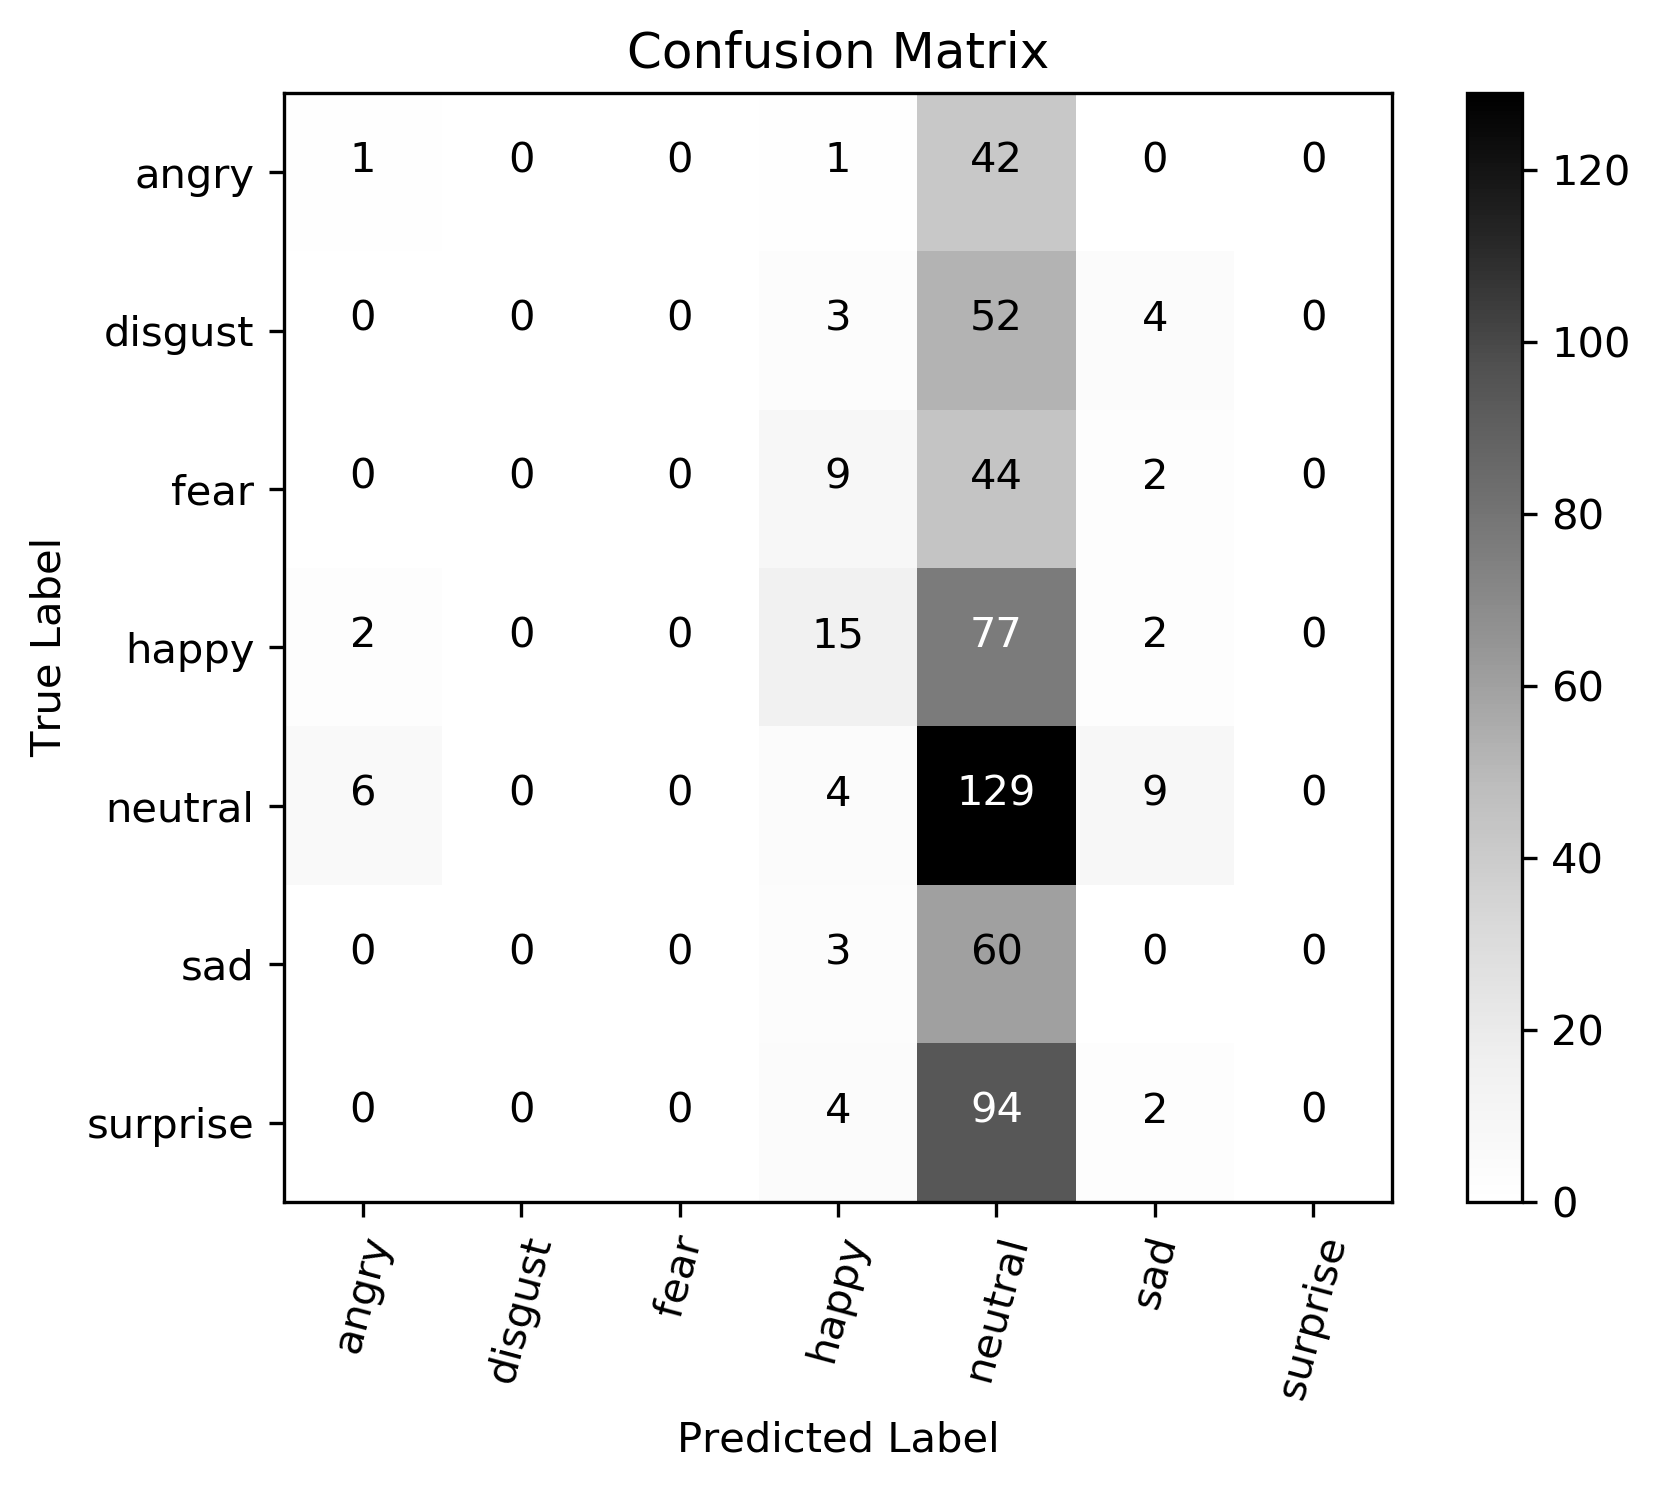 Confusion Matrix
angry 1 0 0 1 42 0 0
disgust 0 0 0 3 52 4 0
fear 0 0 0 9 44 2 0
happy 2 0 0 15 77 2 0
neutral 6 0 0 4 129 9 0
sad 0 0 0 3 60 0 0
surprise 0 0 0 4 94 2 0
True Label
angry disgust fear happy neutral sad surprise
Predicted Label
120
100
80
60
40
20
0